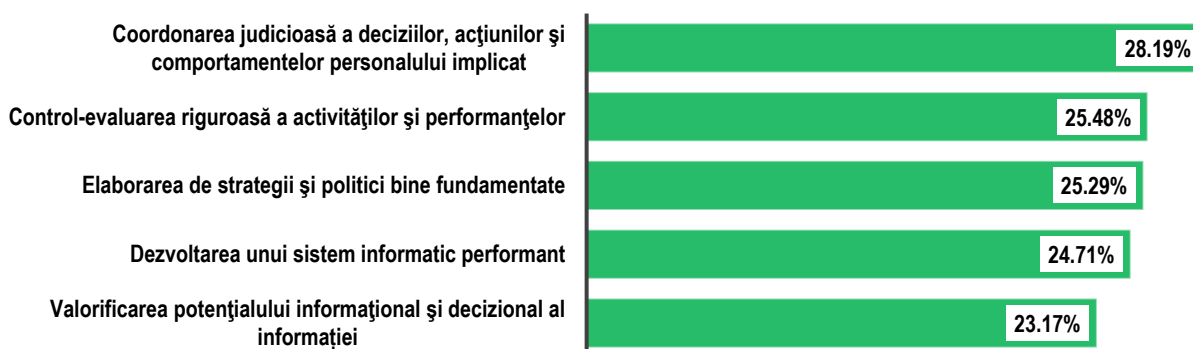 Coordonarea judicioasă a deciziilor, acţiunilor şi
comportamentelor personalului implicat
28.19%
Control-evaluarea riguroasă a activităţilor şi performanţelor
25.48%
Elaborarea de strategii şi politici bine fundamentate
25.29%
Dezvoltarea unui sistem informatic performant
24.71%
Valorificarea potenţialului informaţional şi decizional al
informației
23.17%